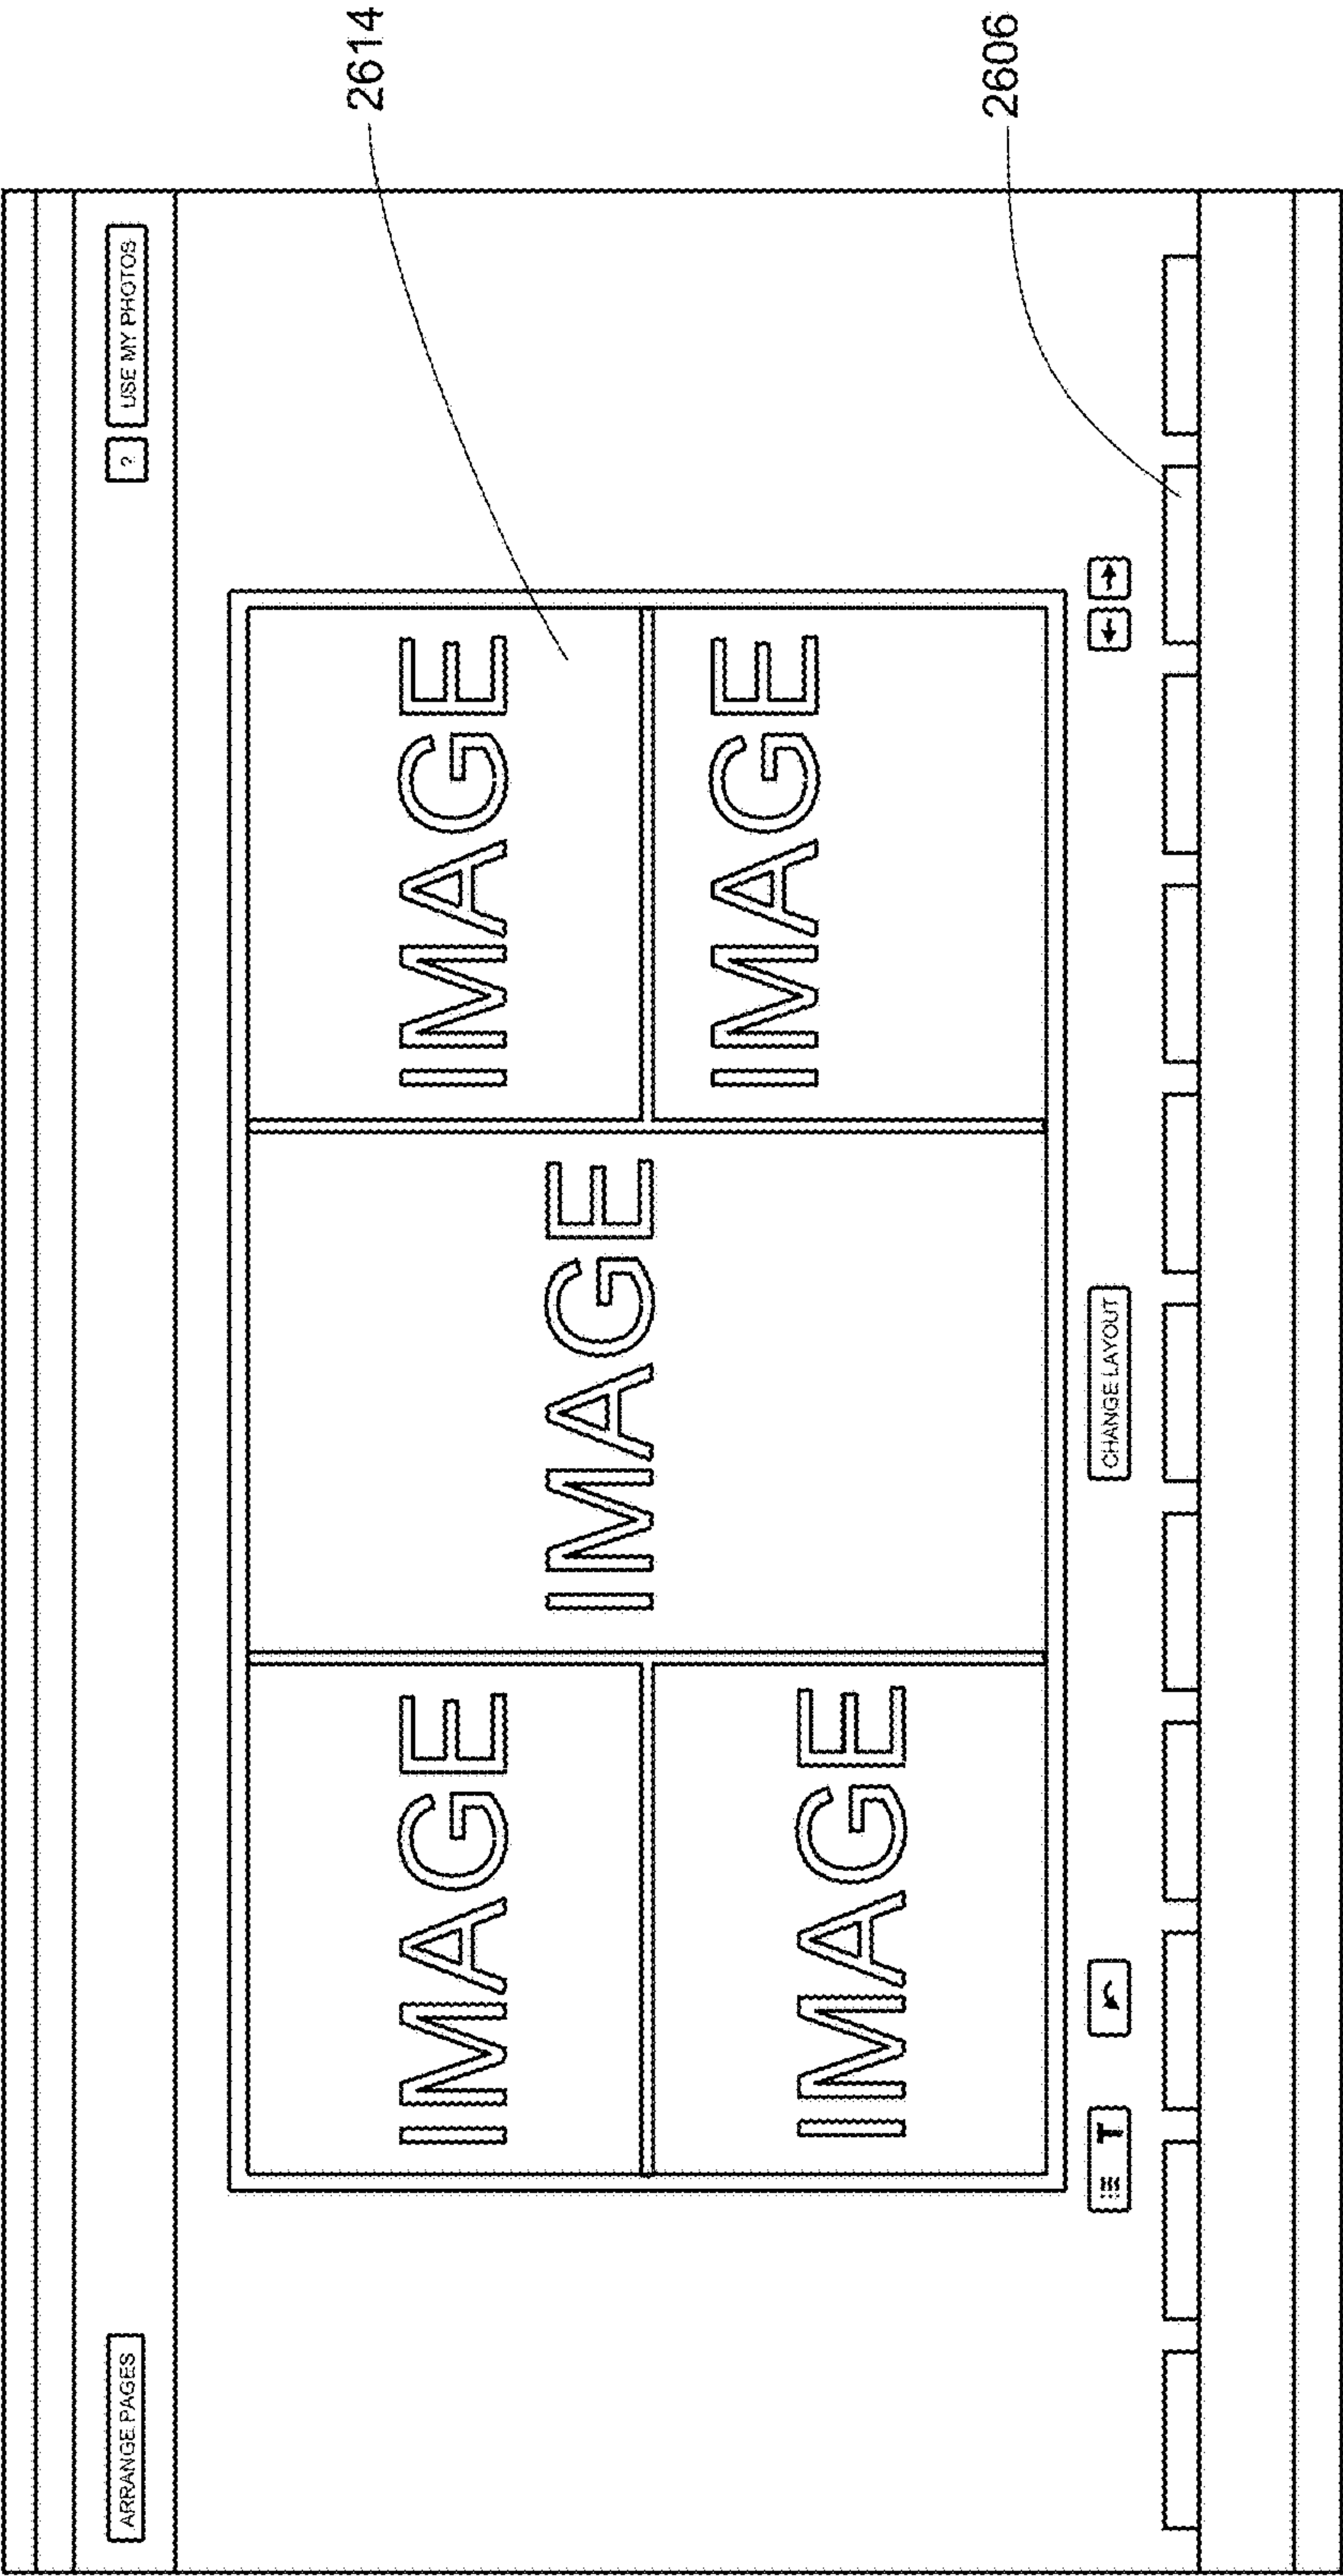 ARRANGE PAGES
? USE MY PHOTOS
IMAGE
IMAGE
IMAGE
IMAGE
IMAGE
T
CHANGE LAYOUT
2614
2606